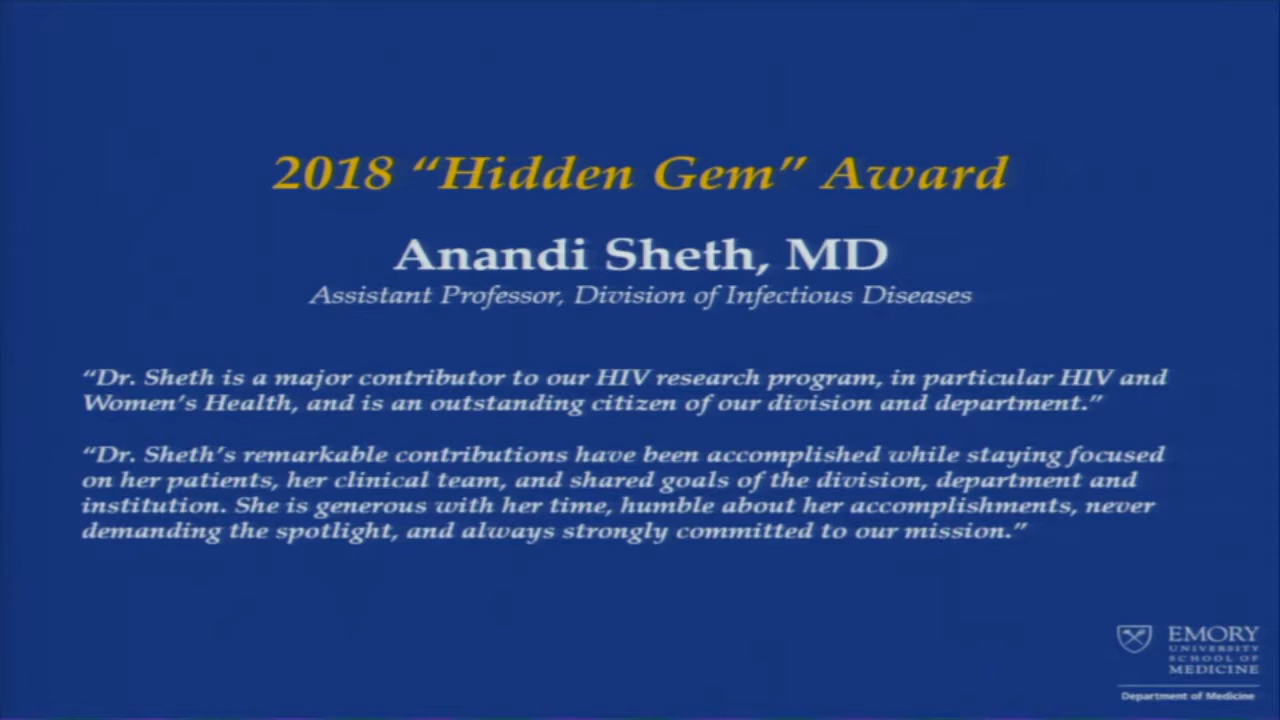 2018 “Hidden Gem” Award
Anandi Sheth, MD
Assistant Professor, Division of Infectious Diseases
“Dr. Sheth is a major contributor to our HIV research program, in particular HIV and
Women’s Health, and is an outstanding citizen of our division and department.”
“Dr. Sheth’s remarkable contributions have been accomplished while staying focused
on her patients, her clinical team, and shared goals of the division, department and
institution. She is generous with her time, humble about her accomplishments, never
demanding the spotlight, and always strongly committed to our mission.”
EMORY
UNIVERSITY
SCHOOL OF
MEDICINE
Department of Medicine